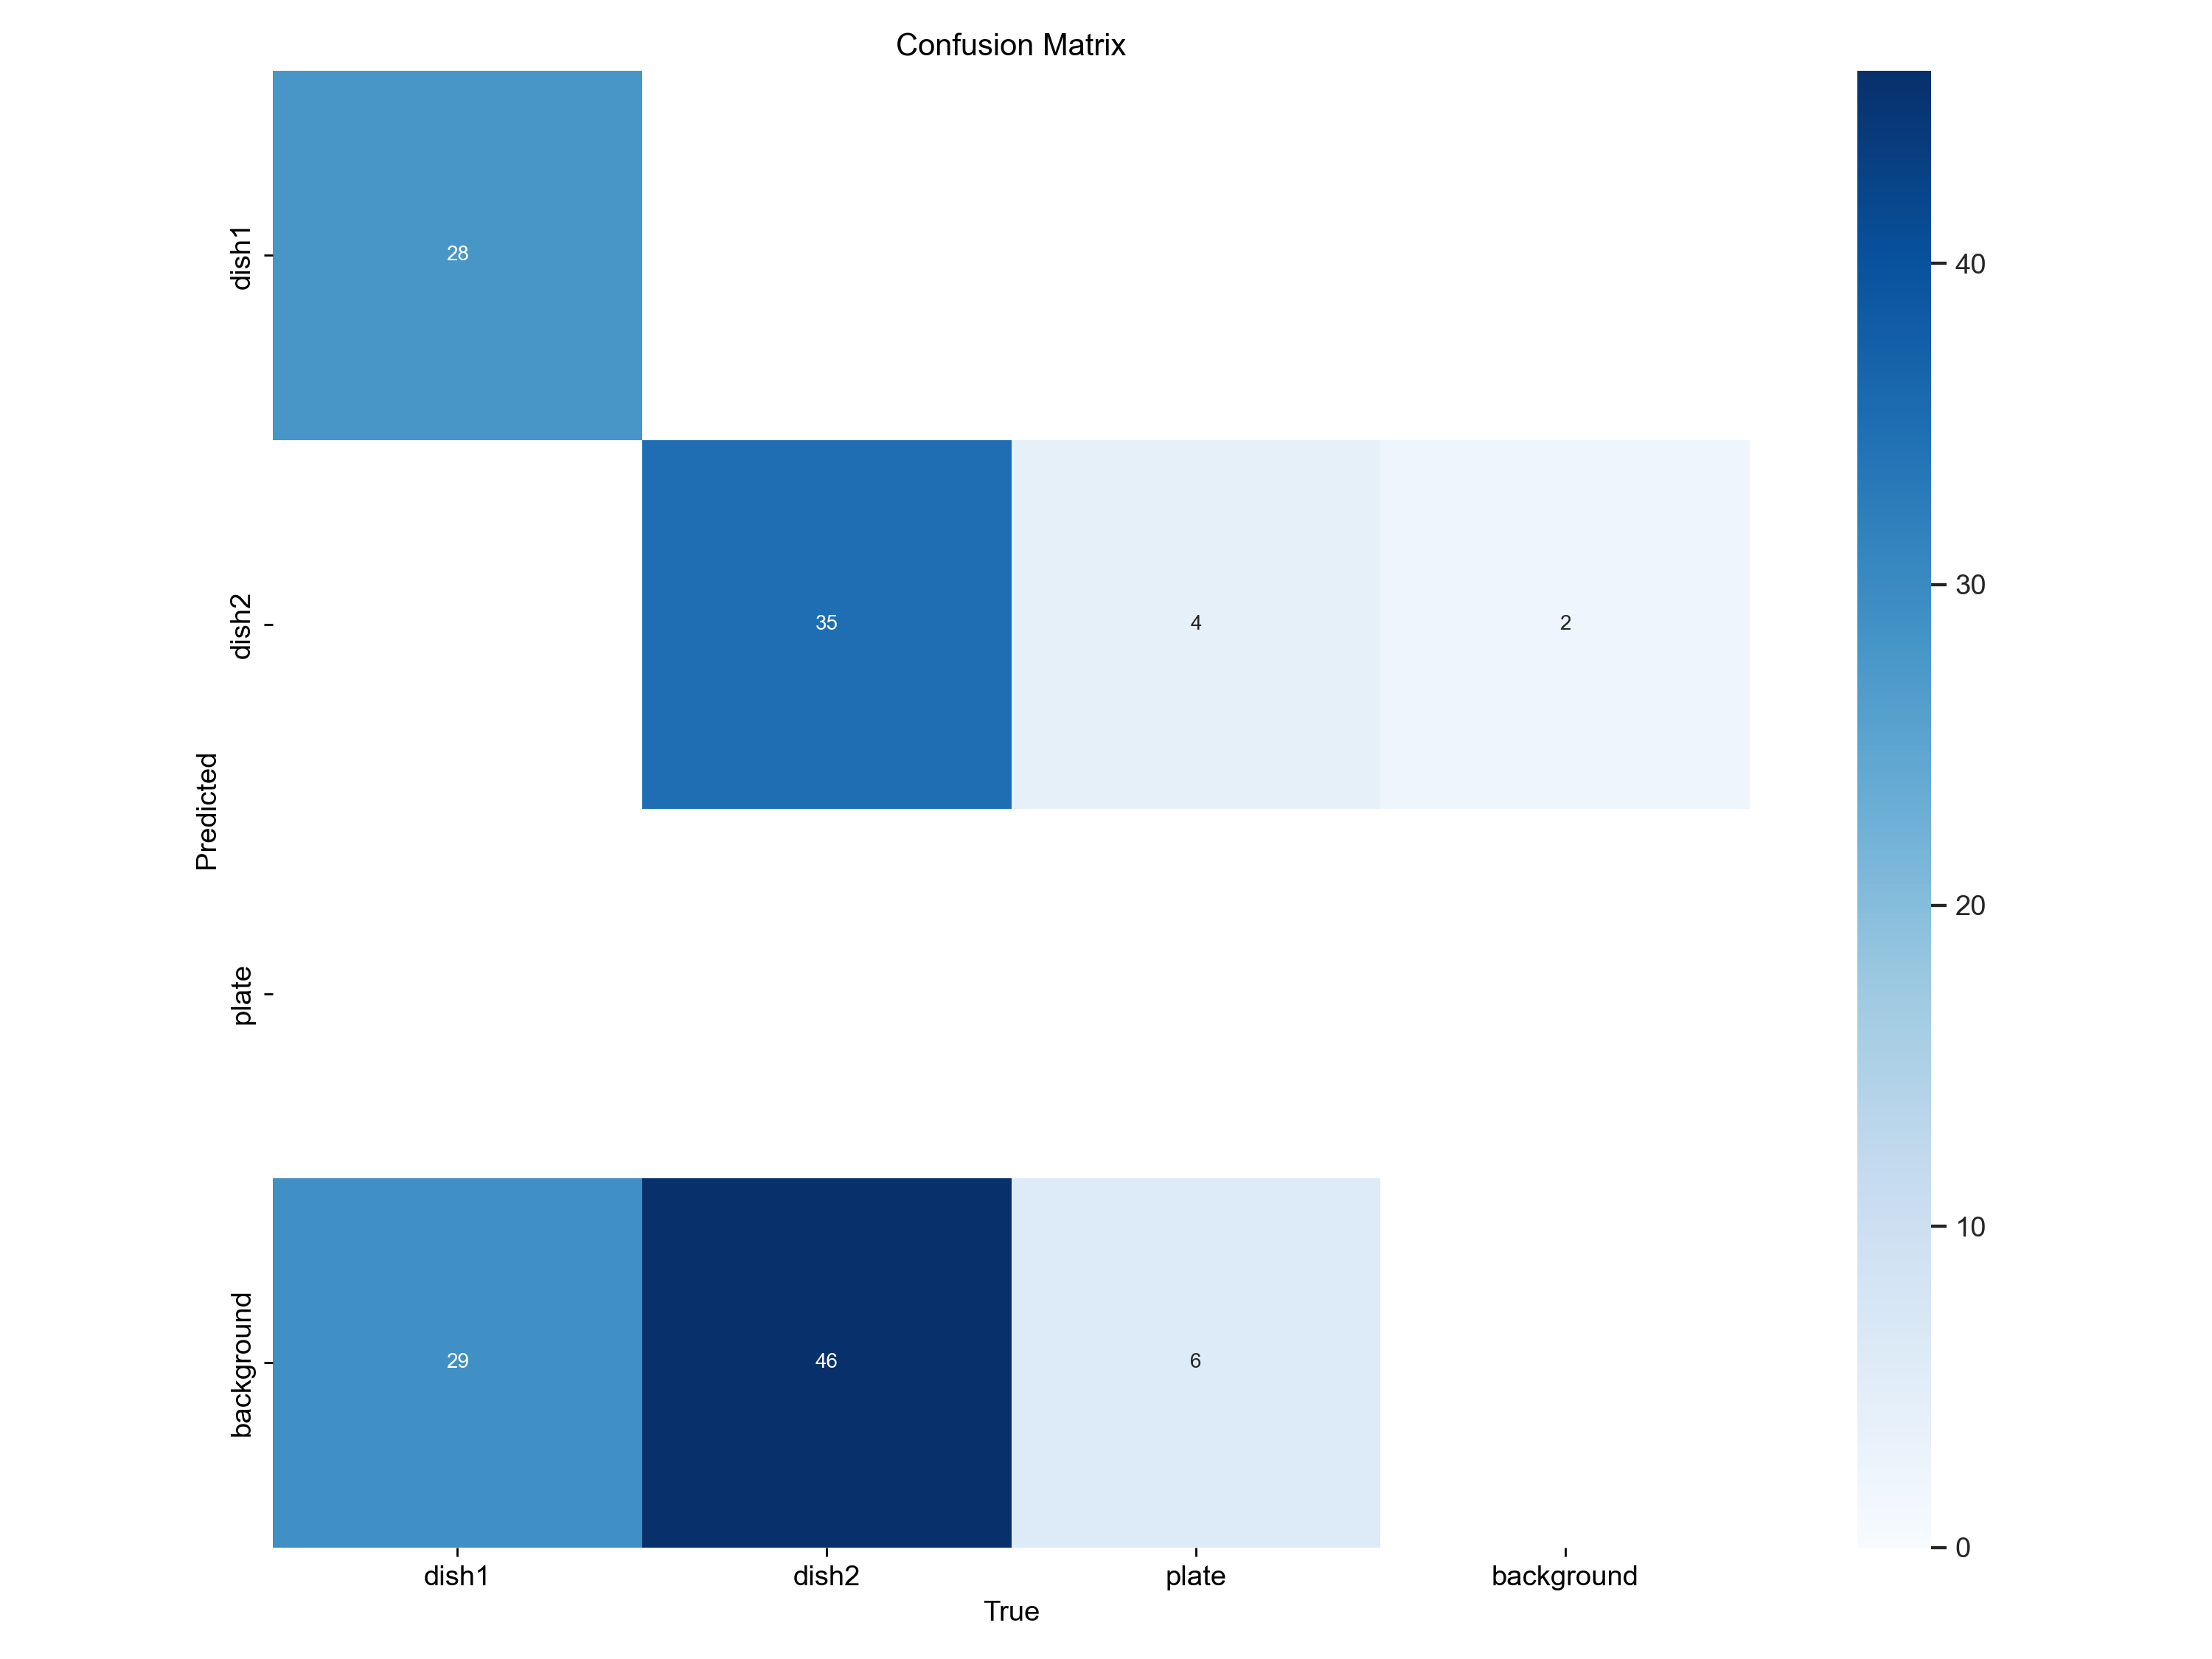 Confusion Matrix
dish1
28
40
dish2
35
4
2
30
Predicted
20
plate
10
background
29
46
6
0
dish1
dish2
plate
background
True